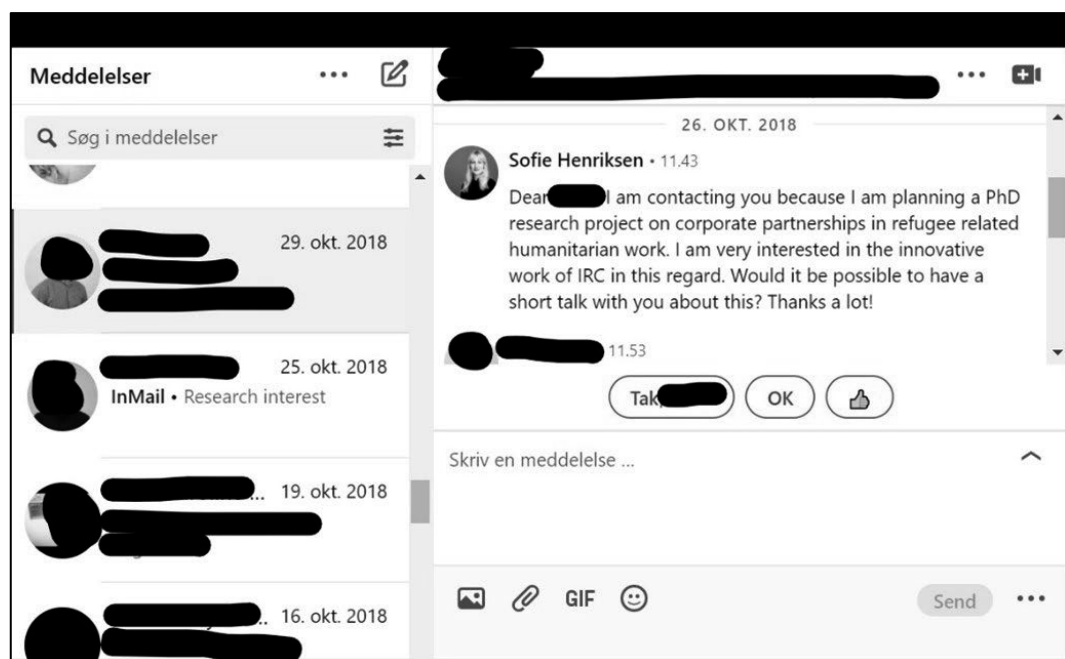 Meddelelser
Søg i meddelelser
29. okt. 2018
25. okt. 2018
InMail • Research interest
... 19. okt. 2018
.. 16. okt. 2018
26. OKT. 2018
Sofie Henriksen • 11.43
Dear I am contacting you because I am planning a PhD
research project on corporate partnerships in refugee related
humanitarian work. I am very interested in the innovative
work of IRC in this regard. Would it be possible to have a
short talk with you about this? Thanks a lot!
11.53
Tak, OK
Skriv en meddelelse ...
GIF
Send